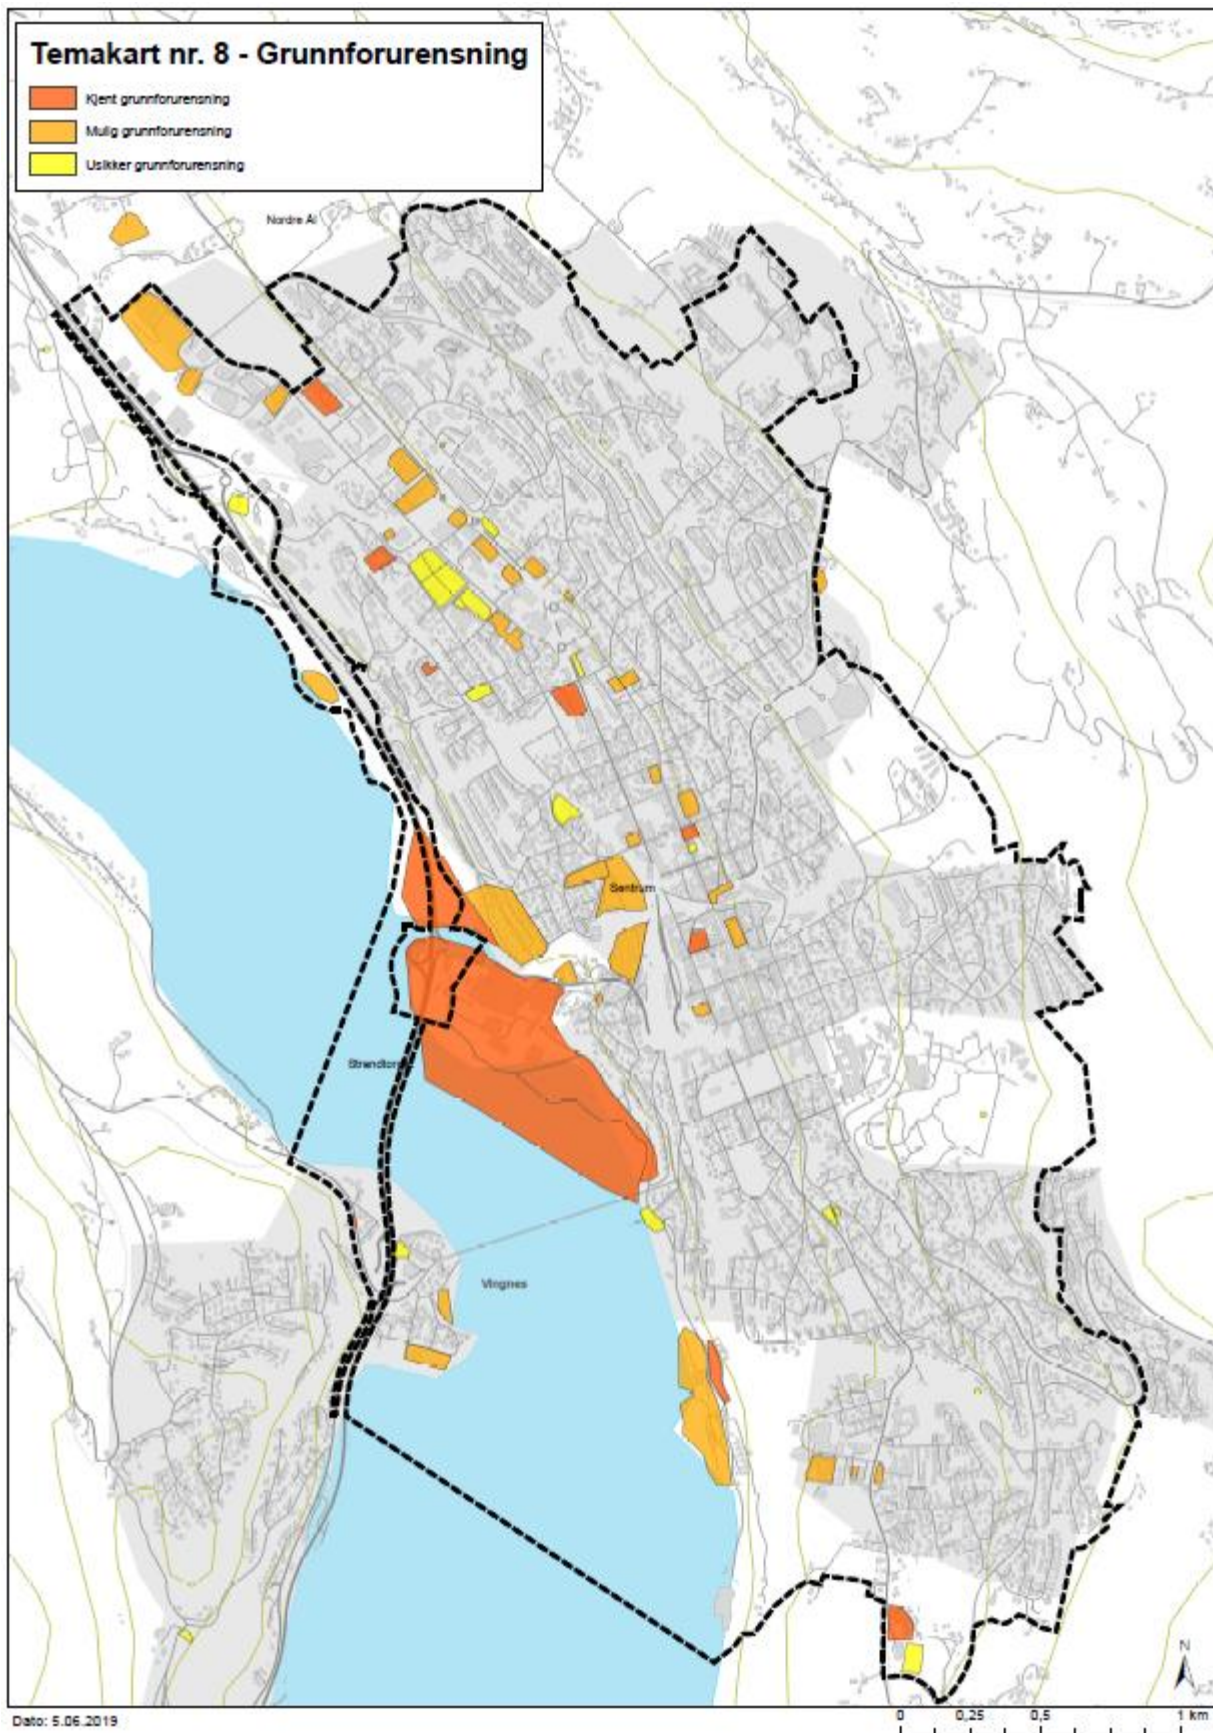 Temakart nr. 8 - Grunnforurensning
Kjent grunnforurensning
Mulig grunnforurensning
Usikker grunnforurensning
Nordre Ål
Sentrum
Vingnes
N
0 0,25 0,5 1 km
Dato: 5.06.2019